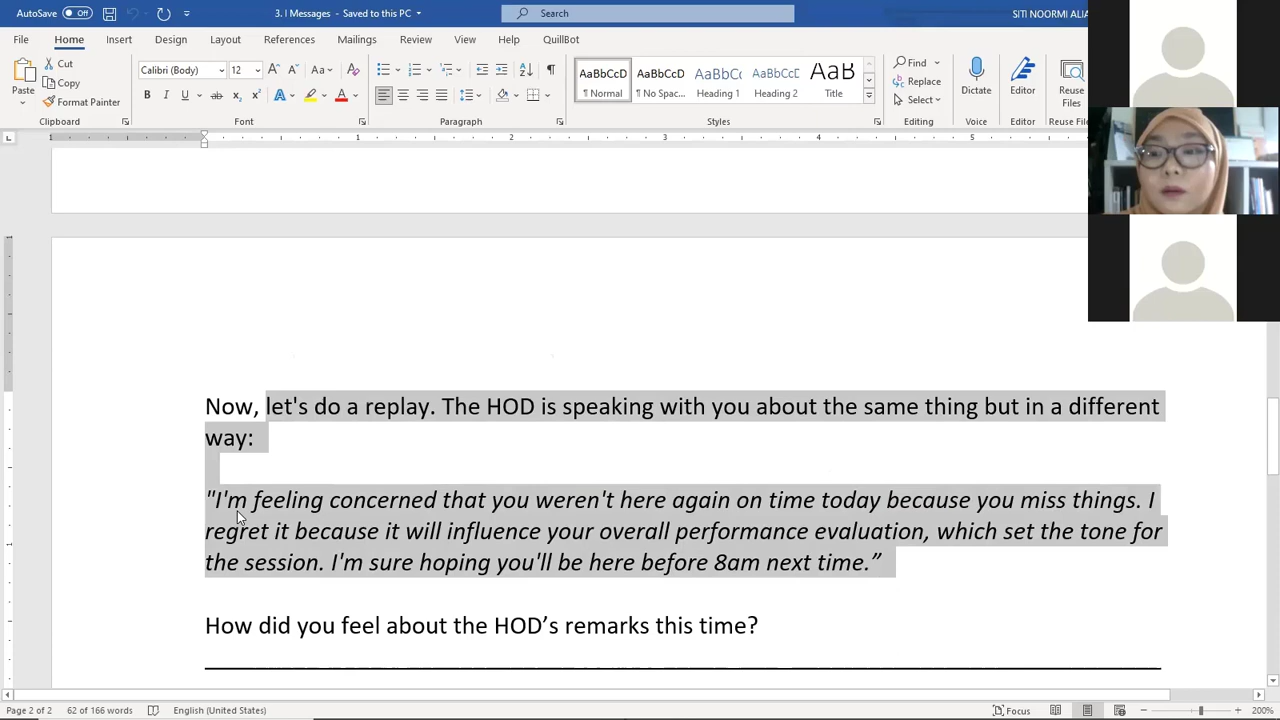 AutoSave Off 3. I Messages - Saved to this PC Search SITI NOORMI ALIA
File Home Insert Design Layout References Mailings Review View Help QuillBot
Paste Cut Copy Format Painter
Calibri (Body) 12
AaBbCcD AaBbCcD AaBbCc AaBbCcD AaB
¶ Normal ¶ No Spac... Heading 1 Heading 2 Title
Find Replace Select
Dictate Editor Reuse Files
Clipboard Font Paragraph Styles Editing Voice Editor Reuse Files
1 1 2 3 4 5
Now, let's do a replay. The HOD is speaking with you about the same thing but in a different
way:
"I'm feeling concerned that you weren't here again on time today because you miss things. I
regret it because it will influence your overall performance evaluation, which set the tone for
the session. I'm sure hoping you'll be here before 8am next time.”
How did you feel about the HOD’s remarks this time?
Page 2 of 2 62 of 166 words English (United States) Focus 200%